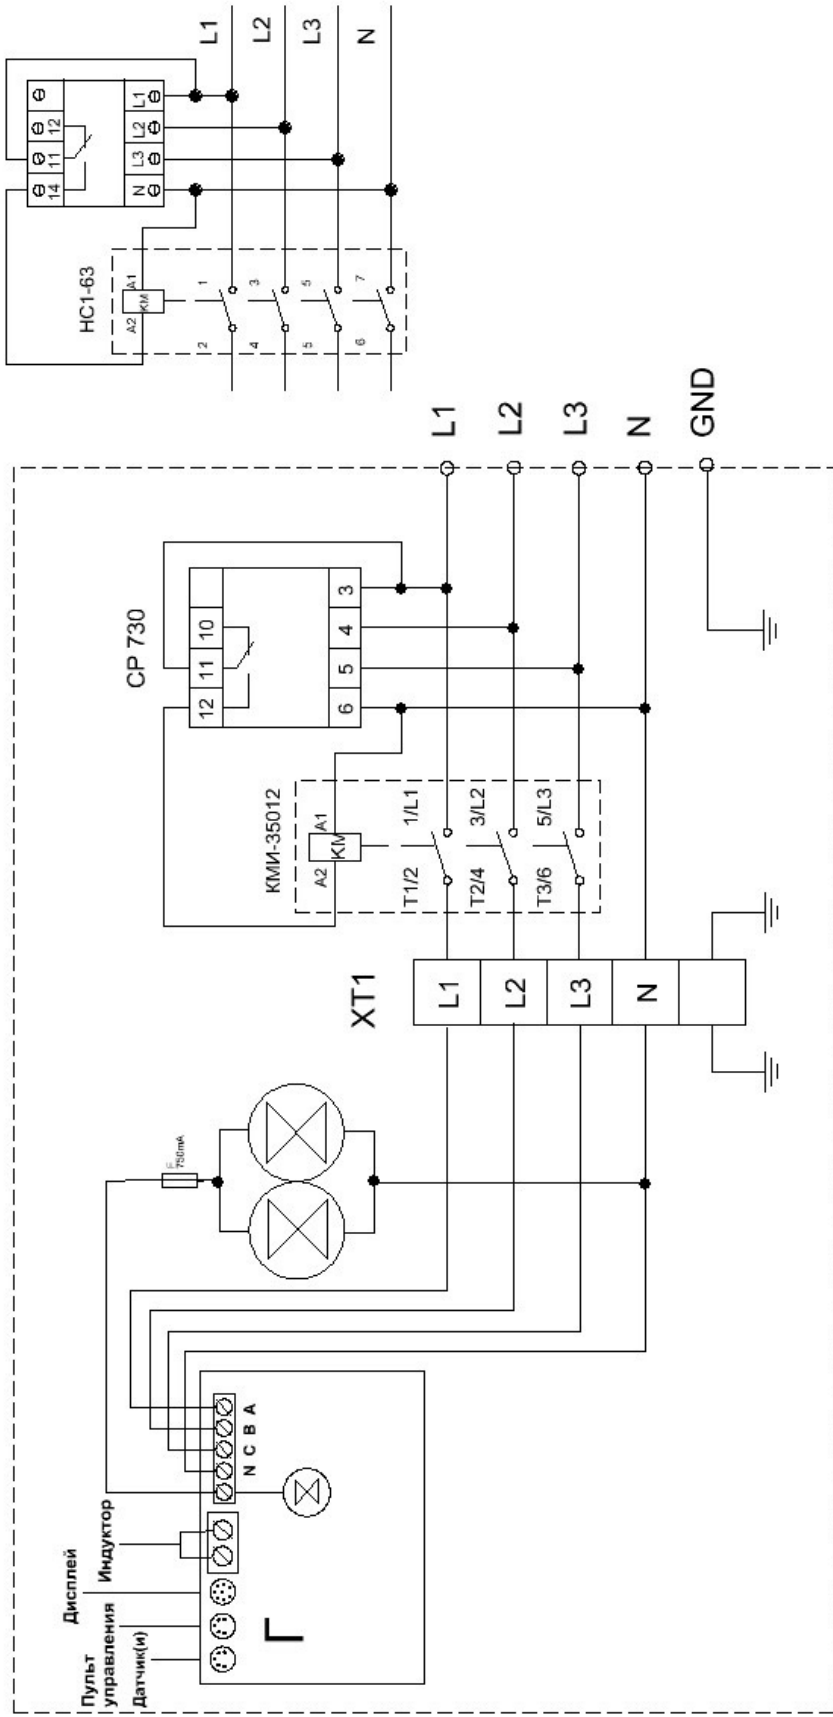 Пульт
управления
Датчик(и)
Дисплей
Индуктор
N C B A
Г
F
750mA
XT1
L1
L2
L3
N
КМИ-35012
A2
A1
KM
T1/2
1/L1
T2/4
3/L2
T3/6
5/L3
CP 730
12
11
10
6
5
4
3
L1
L2
L3
N
GND
HC1-63
A2
A1
KM
2
1
4
3
5
5
6
7
14
11
12
N
L3
L2
L1
L1
L2
L3
N